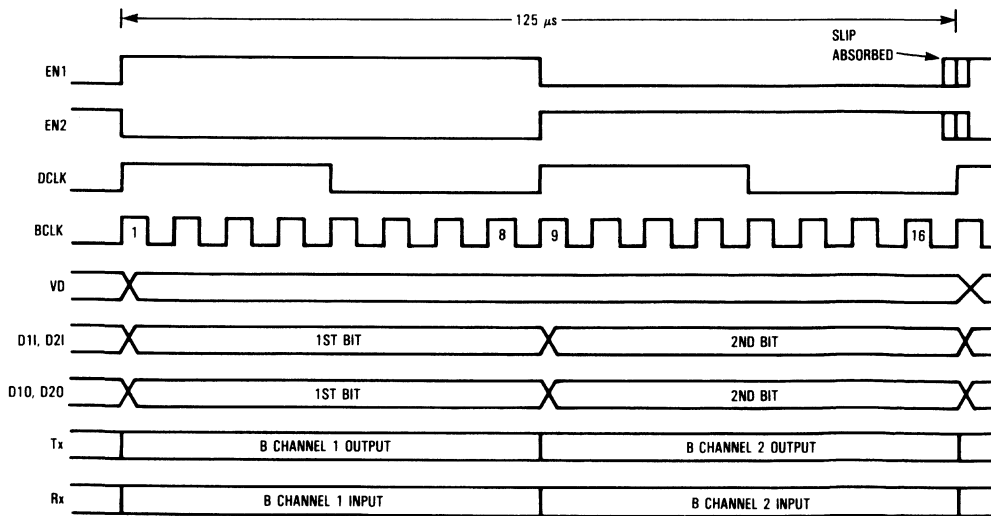 125 μs
SLIP
ABSORBED
EN1
EN2
DCLK
BCLK 1 8 9 16
VD
D1I, D2I 1ST BIT 2ND BIT
D1O, D2O 1ST BIT 2ND BIT
Tx B CHANNEL 1 OUTPUT B CHANNEL 2 OUTPUT
Rx B CHANNEL 1 INPUT B CHANNEL 2 INPUT